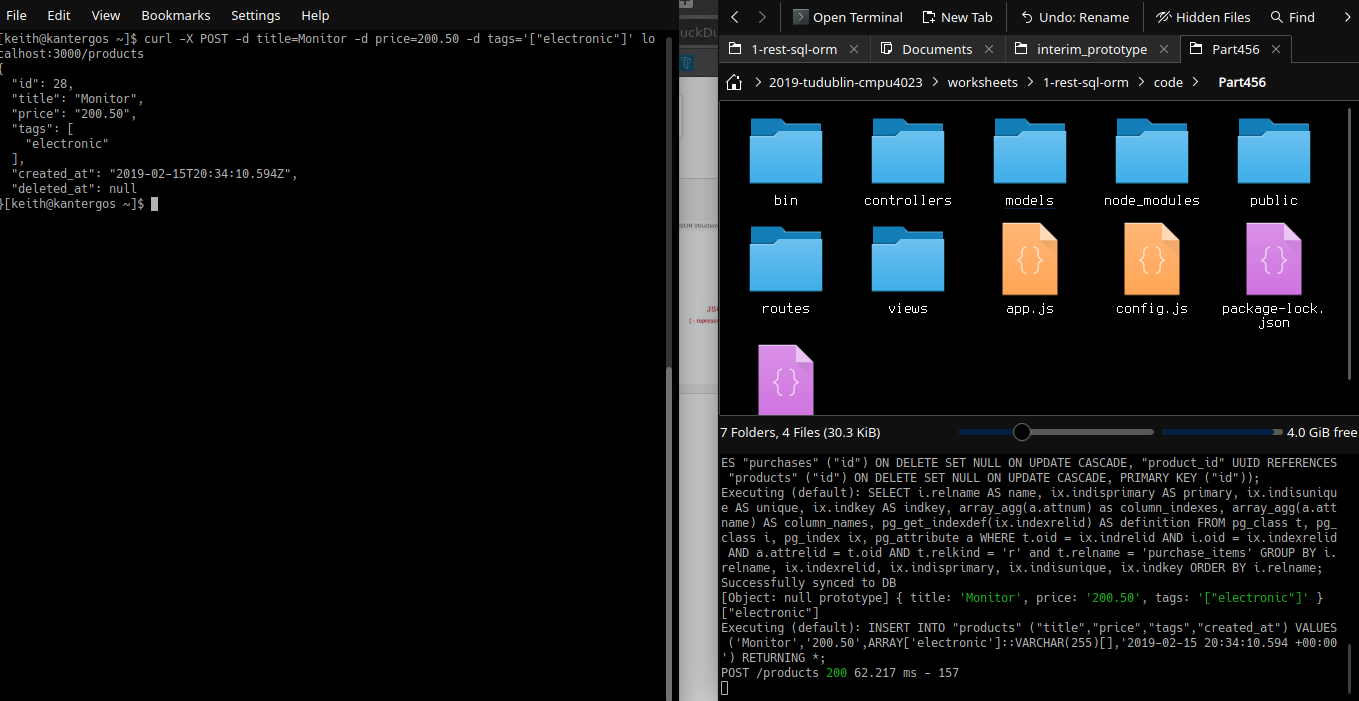 File Edit View Bookmarks Settings Help
[keith@kantergos ~]$ curl -X POST -d title=Monitor -d price=200.50 -d tags='["electronic"]' lo
calhost:3000/products
{
"id": 28,
"title": "Monitor",
"price": "200.50",
"tags": [
"electronic"
],
"created_at": "2019-02-15T20:34:10.594Z",
"deleted_at": null
}[keith@kantergos ~]$
SON Structure
JS
{ - represe
Open Terminal New Tab Undo: Rename Hidden Files Find
1-rest-sql-orm Documents interim_prototype Part456
> 2019-tudublin-cmpu4023 > worksheets > 1-rest-sql-orm > code > Part456
bin controllers models node_modules public
routes views app.js config.js package-lock.
json
7 Folders, 4 Files (30.3 KiB) 4.0 GiB free
ES "purchases" ("id") ON DELETE SET NULL ON UPDATE CASCADE, "product_id" UUID REFERENCES
"products" ("id") ON DELETE SET NULL ON UPDATE CASCADE, PRIMARY KEY ("id"));
Executing (default): SELECT i.relname AS name, ix.indisprimary AS primary, ix.indisuniqu
e AS unique, ix.indkey AS indkey, array_agg(a.attnum) as column_indexes, array_agg(a.att
name) AS column_names, pg_get_indexdef(ix.indexrelid) AS definition FROM pg_class t, pg_
class i, pg_index ix, pg_attribute a WHERE t.oid = ix.indrelid AND i.oid = ix.indexrelid
AND a.attrelid = t.oid AND t.relkind = 'r' and t.relname = 'purchase_items' GROUP BY i.
relname, ix.indexrelid, ix.indisprimary, ix.indisunique, ix.indkey ORDER BY i.relname;
Successfully synced to DB
[Object: null prototype] { title: 'Monitor', price: '200.50', tags: '["electronic"]' }
["electronic"]
Executing (default): INSERT INTO "products" ("title","price","tags","created_at") VALUES
('Monitor','200.50',ARRAY['electronic']::VARCHAR(255)[],'2019-02-15 20:34:10.594 +00:00
') RETURNING *;
POST /products 200 62.217 ms - 157